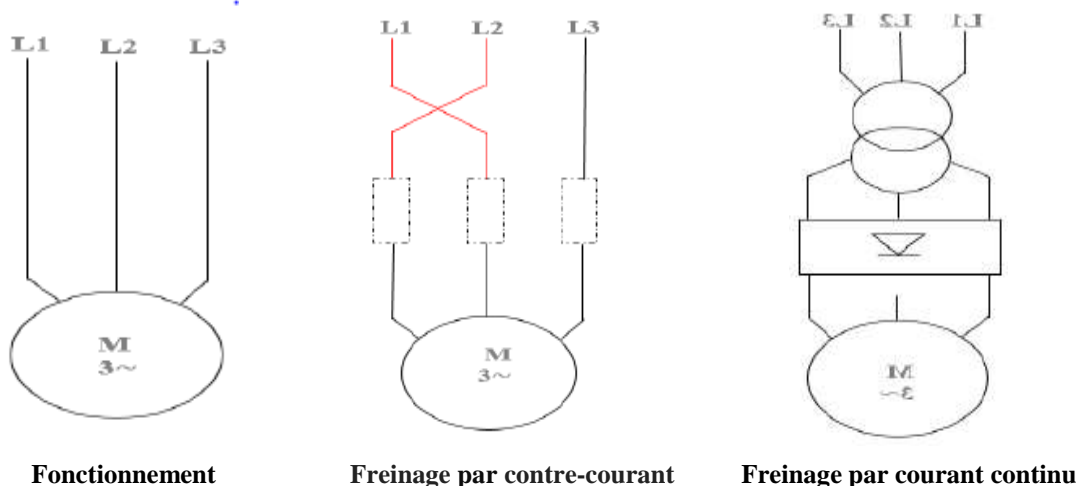 L1 L2 L3
M
3~
Fonctionnement
L1 L2 L3
M
3~
Freinage par contre-courant
L3 L2 L1
M
3~
Freinage par courant continu